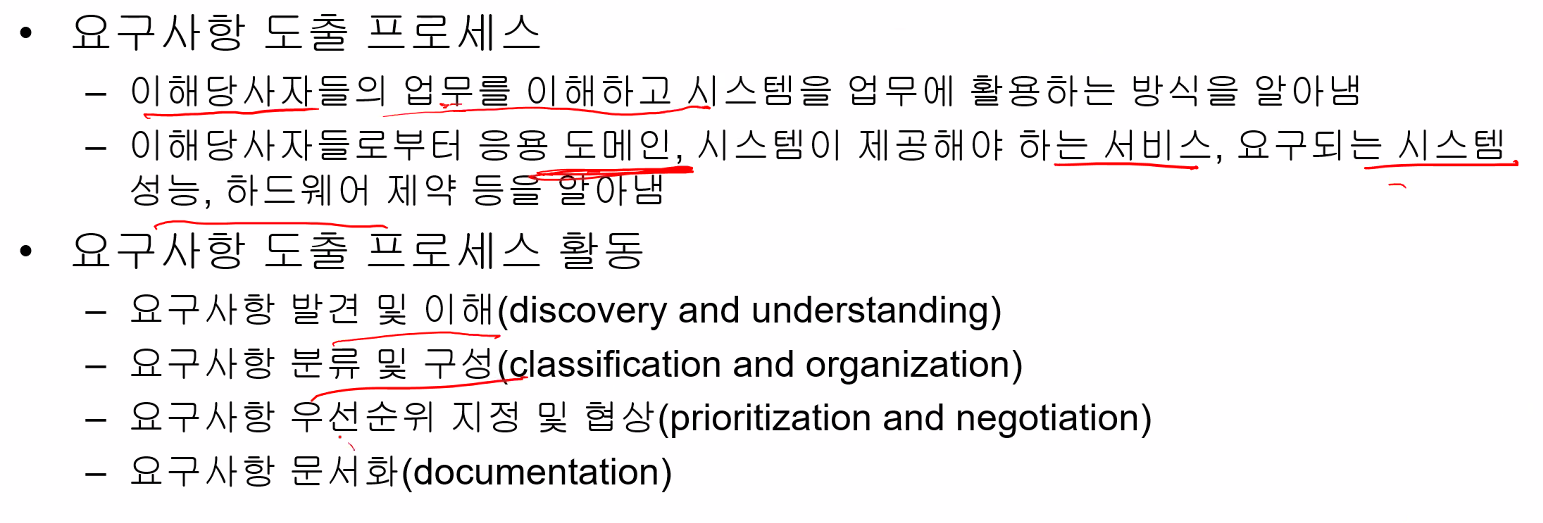 • 요구사항 도출 프로세스
– 이해당사자들의 업무를 이해하고 시스템을 업무에 활용하는 방식을 알아냄
– 이해당사자들로부터 응용 도메인, 시스템이 제공해야 하는 서비스, 요구되는 시스템
성능, 하드웨어 제약 등을 알아냄
• 요구사항 도출 프로세스 활동
– 요구사항 발견 및 이해(discovery and understanding)
– 요구사항 분류 및 구성(classification and organization)
– 요구사항 우선순위 지정 및 협상(prioritization and negotiation)
– 요구사항 문서화(documentation)